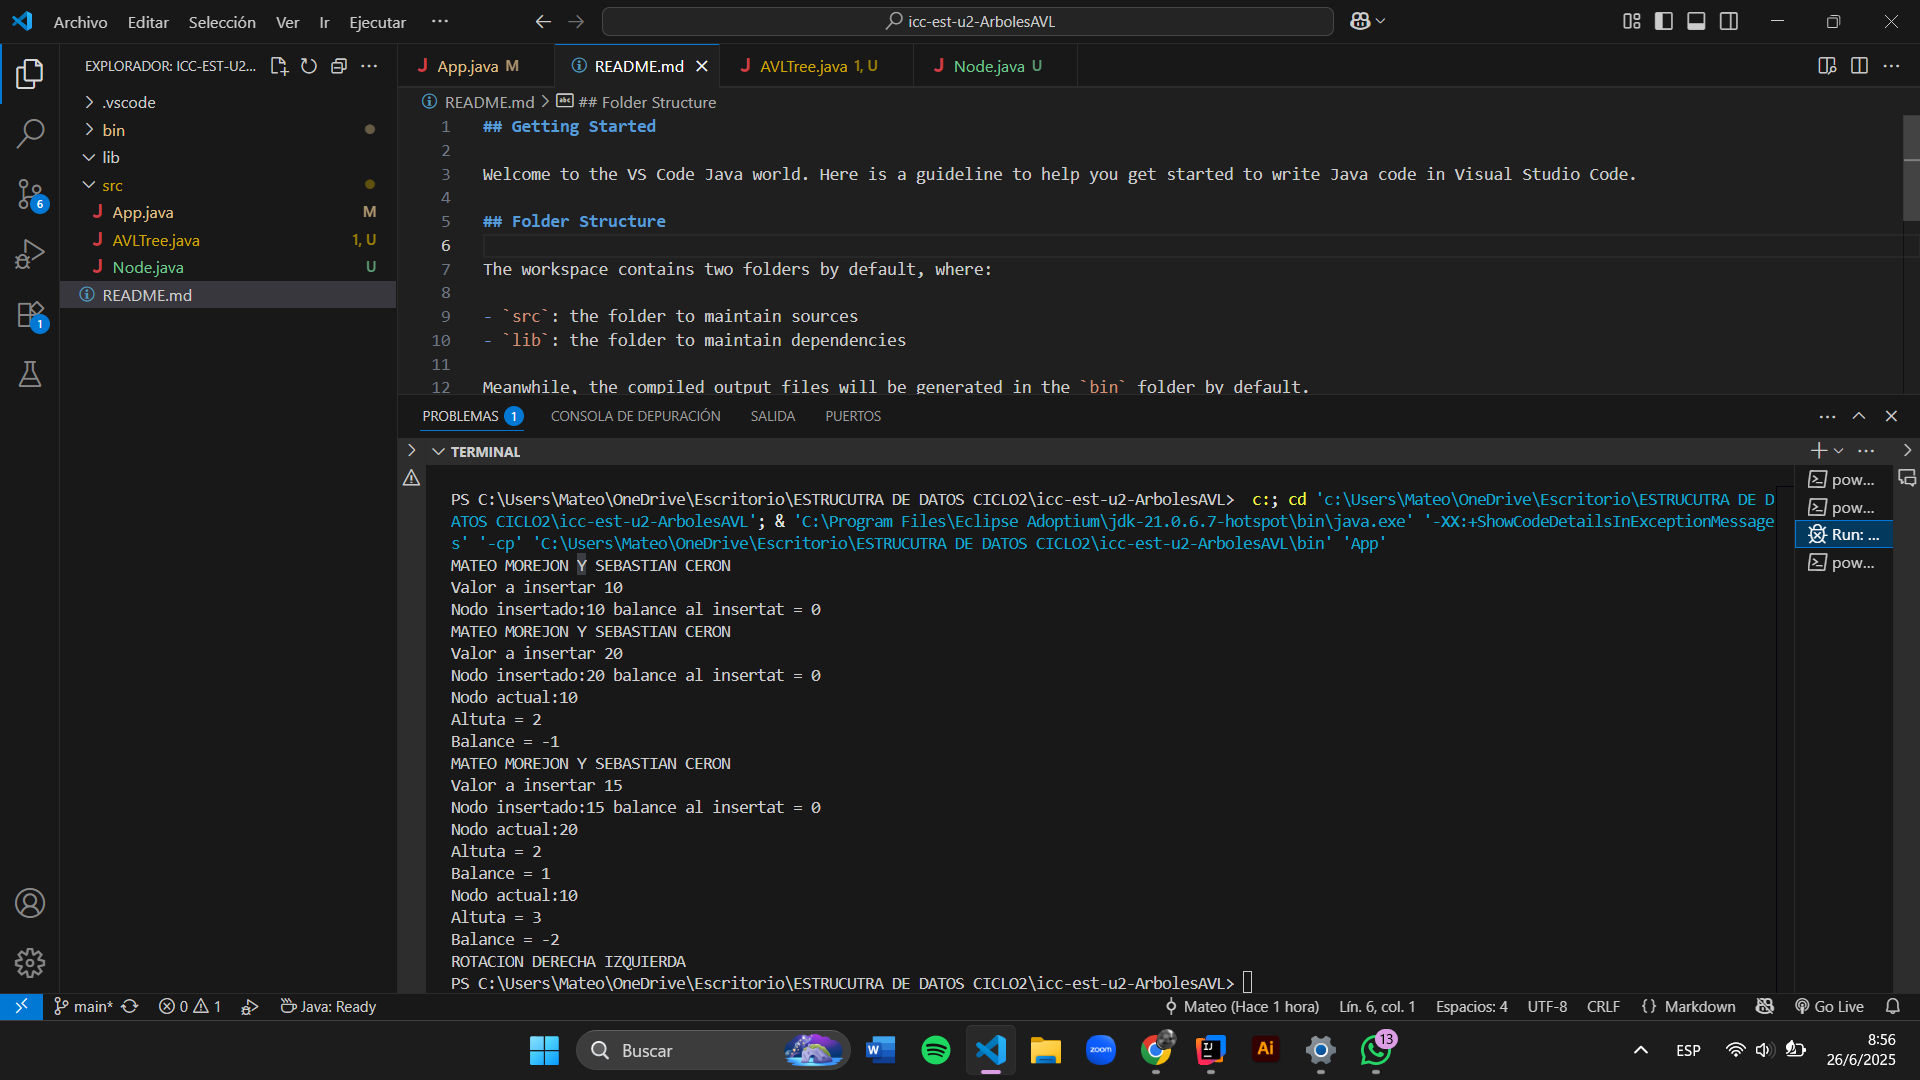 Archivo Editar Selección Ver Ir Ejecutar ···
icc-est-u2-ArbolesAVL
EXPLORADOR: ICC-EST-U2...
.vscode
bin
lib
src
App.java M
AVLTree.java 1, U
Node.java U
README.md
6
1
App.java M
README.md
AVLTree.java 1, U
Node.java U
README.md > ## Folder Structure
1 ## Getting Started
2
3 Welcome to the VS Code Java world. Here is a guideline to help you get started to write Java code in Visual Studio Code.
4
5 ## Folder Structure
6
7 The workspace contains two folders by default, where:
8
9 - `src`: the folder to maintain sources
10 - `lib`: the folder to maintain dependencies
11
12 Meanwhile, the compiled output files will be generated in the `bin` folder by default.
PROBLEMAS 1 CONSOLA DE DEPURACIÓN SALIDA PUERTOS
TERMINAL
PS C:\Users\Mateo\OneDrive\Escritorio\ESTRUCUTRA DE DATOS CICLO2\icc-est-u2-ArbolesAVL>  c:; cd 'c:\Users\Mateo\OneDrive\Escritorio\ESTRUCUTRA DE D
ATOS CICLO2\icc-est-u2-ArbolesAVL'; & 'C:\Program Files\Eclipse Adoptium\jdk-21.0.6.7-hotspot\bin\java.exe' '-XX:+ShowCodeDetailsInExceptionMessage
s' '-cp' 'C:\Users\Mateo\OneDrive\Escritorio\ESTRUCUTRA DE DATOS CICLO2\icc-est-u2-ArbolesAVL\bin' 'App'
MATEO MOREJON Y SEBASTIAN CERON
Valor a insertar 10
Nodo insertado:10 balance al insertat = 0
MATEO MOREJON Y SEBASTIAN CERON
Valor a insertar 20
Nodo insertado:20 balance al insertat = 0
Nodo actual:10
Altuta = 2
Balance = -1
MATEO MOREJON Y SEBASTIAN CERON
Valor a insertar 15
Nodo insertado:15 balance al insertat = 0
Nodo actual:20
Altuta = 2
Balance = 1
Nodo actual:10
Altuta = 3
Balance = -2
ROTACION DERECHA IZQUIERDA
PS C:\Users\Mateo\OneDrive\Escritorio\ESTRUCUTRA DE DATOS CICLO2\icc-est-u2-ArbolesAVL>
pow...
pow...
Run: ...
pow...
main* 0 1 Java: Ready
Mateo (Hace 1 hora) Lín. 6, col. 1 Espacios: 4 UTF-8 CRLF {} Markdown Go Live
Buscar
zoom
Ai
13
ESP
8:56
26/6/2025